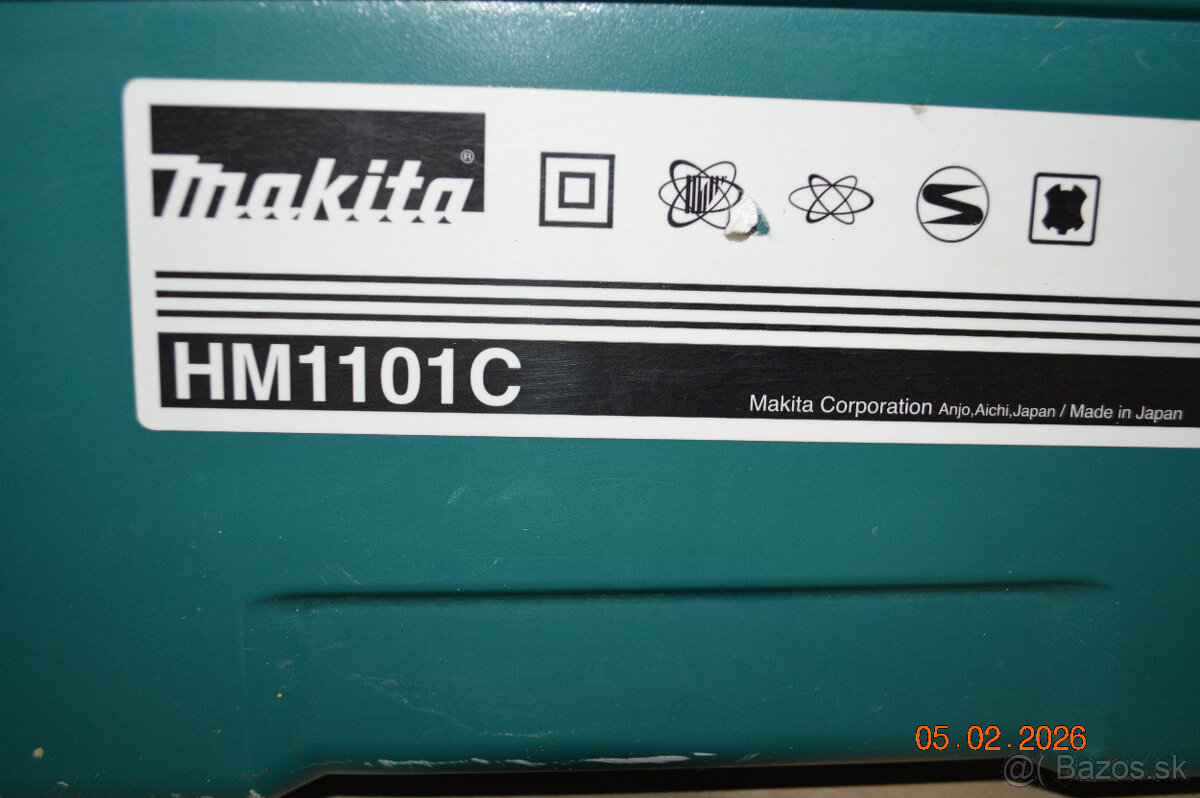 makita®
HM1101C
Makita Corporation Anjo,Aichi,Japan / Made in Japan
05.02.2026
@( Bazos.sk